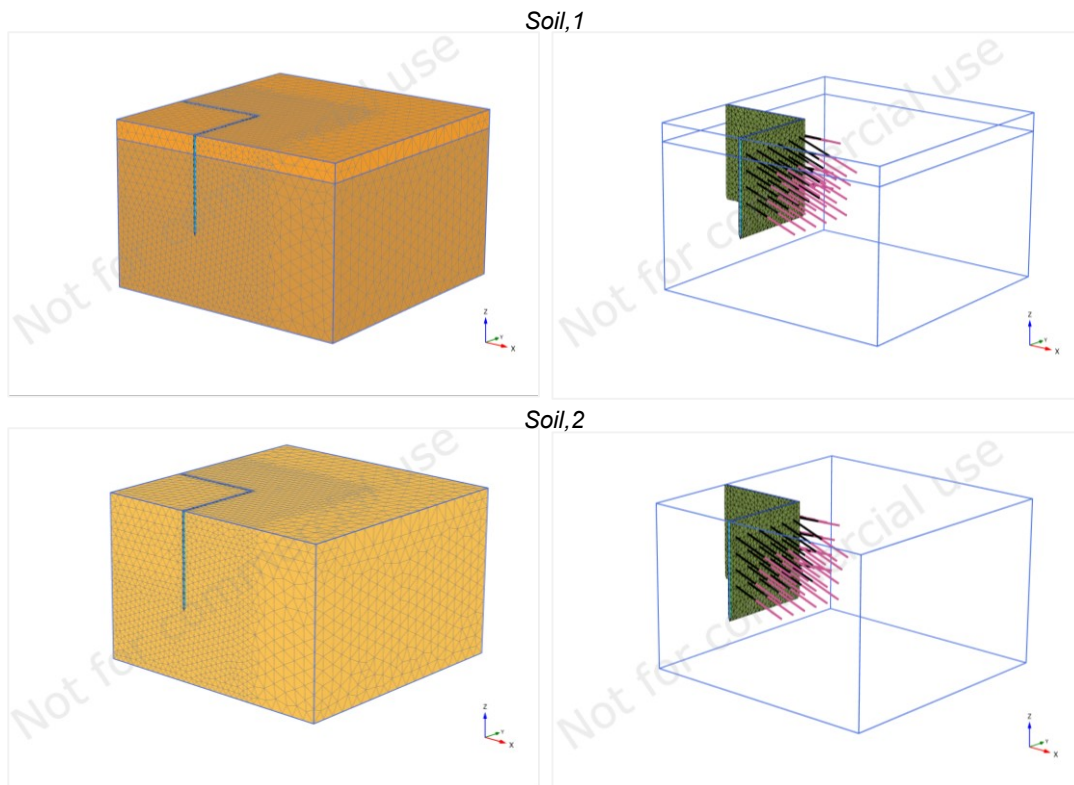 Soil,1
Not for commercial use
Not for commercial use
Z
Y
X
Z
Y
X
Soil,2
Not for commercial use
Not for commercial use
Z
Y
X
Z
Y
X